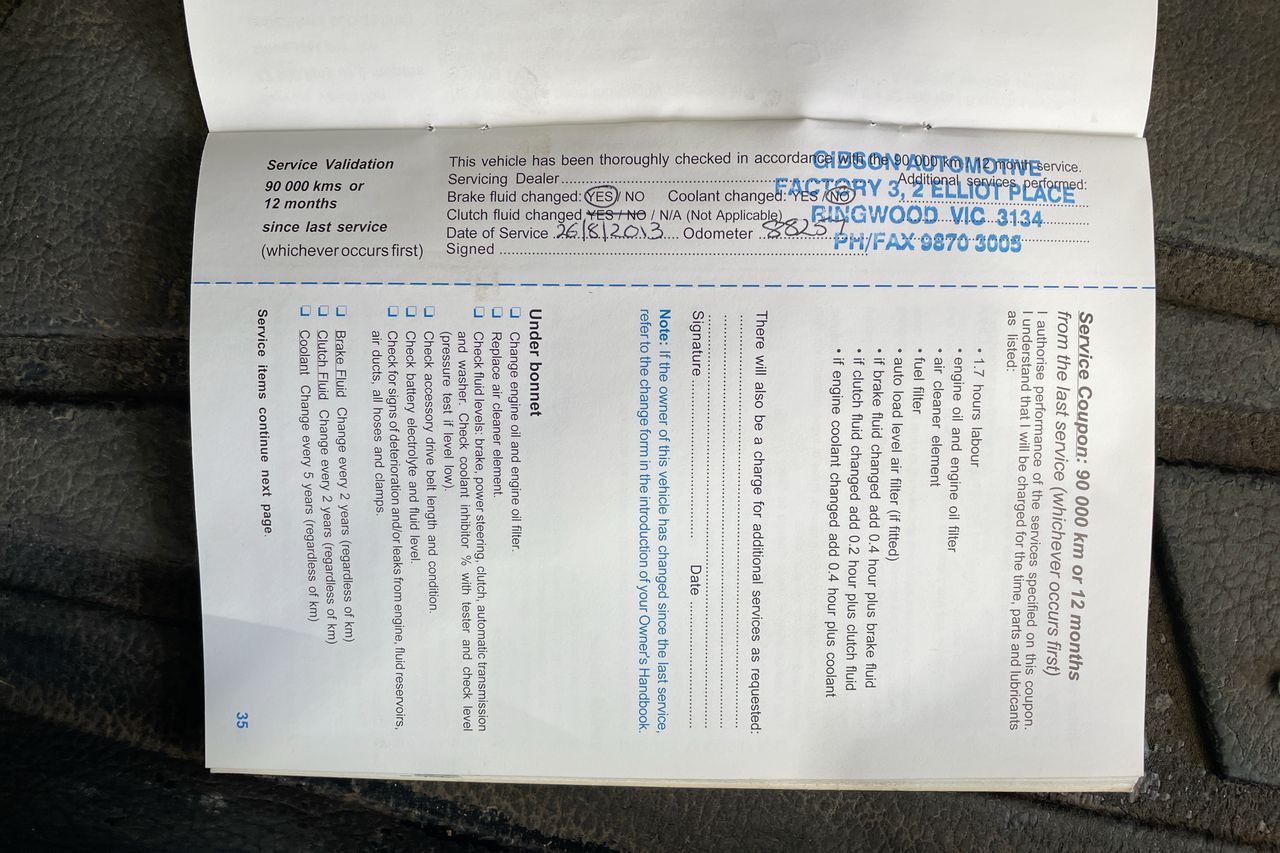 Service Validation
90 000 kms or
12 months
since last service
(whichever occurs first)
This vehicle has been thoroughly checked in accordance with the 90 000 km / 12 month service.
Servicing Dealer
Additional services performed:
Brake fluid changed: YES / NO Coolant changed: YES / NO
Clutch fluid changed YES / NO / N/A (Not Applicable)
Date of Service 26/8/2013 Odometer 88257
Signed
GIBSON AUTOMOTIVE
FACTORY 3, 2 ELLIOT PLACE
RINGWOOD VIC 3134
PH/FAX 9870 3005
Service Coupon: 90 000 km or 12 months
from the last service (whichever occurs first)
I authorise performance of the services specified on this coupon.
I understand that I will be charged for the time, parts and lubricants
as listed:
• 1.7 hours labour
• engine oil and engine oil filter
• air cleaner element
• fuel filter
• auto load level air filter (if fitted)
• if brake fluid changed add 0.4 hour plus brake fluid
• if clutch fluid changed add 0.2 hour plus clutch fluid
• if engine coolant changed add 0.4 hour plus coolant
There will also be a charge for additional services as requested:
Signature Date
Note: If the owner of this vehicle has changed since the last service,
refer to the change form in the introduction of your Owner's Handbook.
Under bonnet
❑ Change engine oil and engine oil filter.
❑ Replace air cleaner element.
❑ Check fluid levels: brake, power steering, clutch, automatic transmission
and washer. Check coolant inhibitor % with tester and check level
(pressure test if level low).
❑ Check accessory drive belt length and condition.
❑ Check battery electrolyte and fluid level.
❑ Check for signs of deterioration and/or leaks from engine fluid reservoirs,
air ducts, all hoses and clamps.
❑ Brake Fluid Change every 2 years (regardless of km)
❑ Clutch Fluid Change every 2 years (regardless of km)
❑ Coolant Change every 5 years (regardless of km)
Service items continue next page.
35